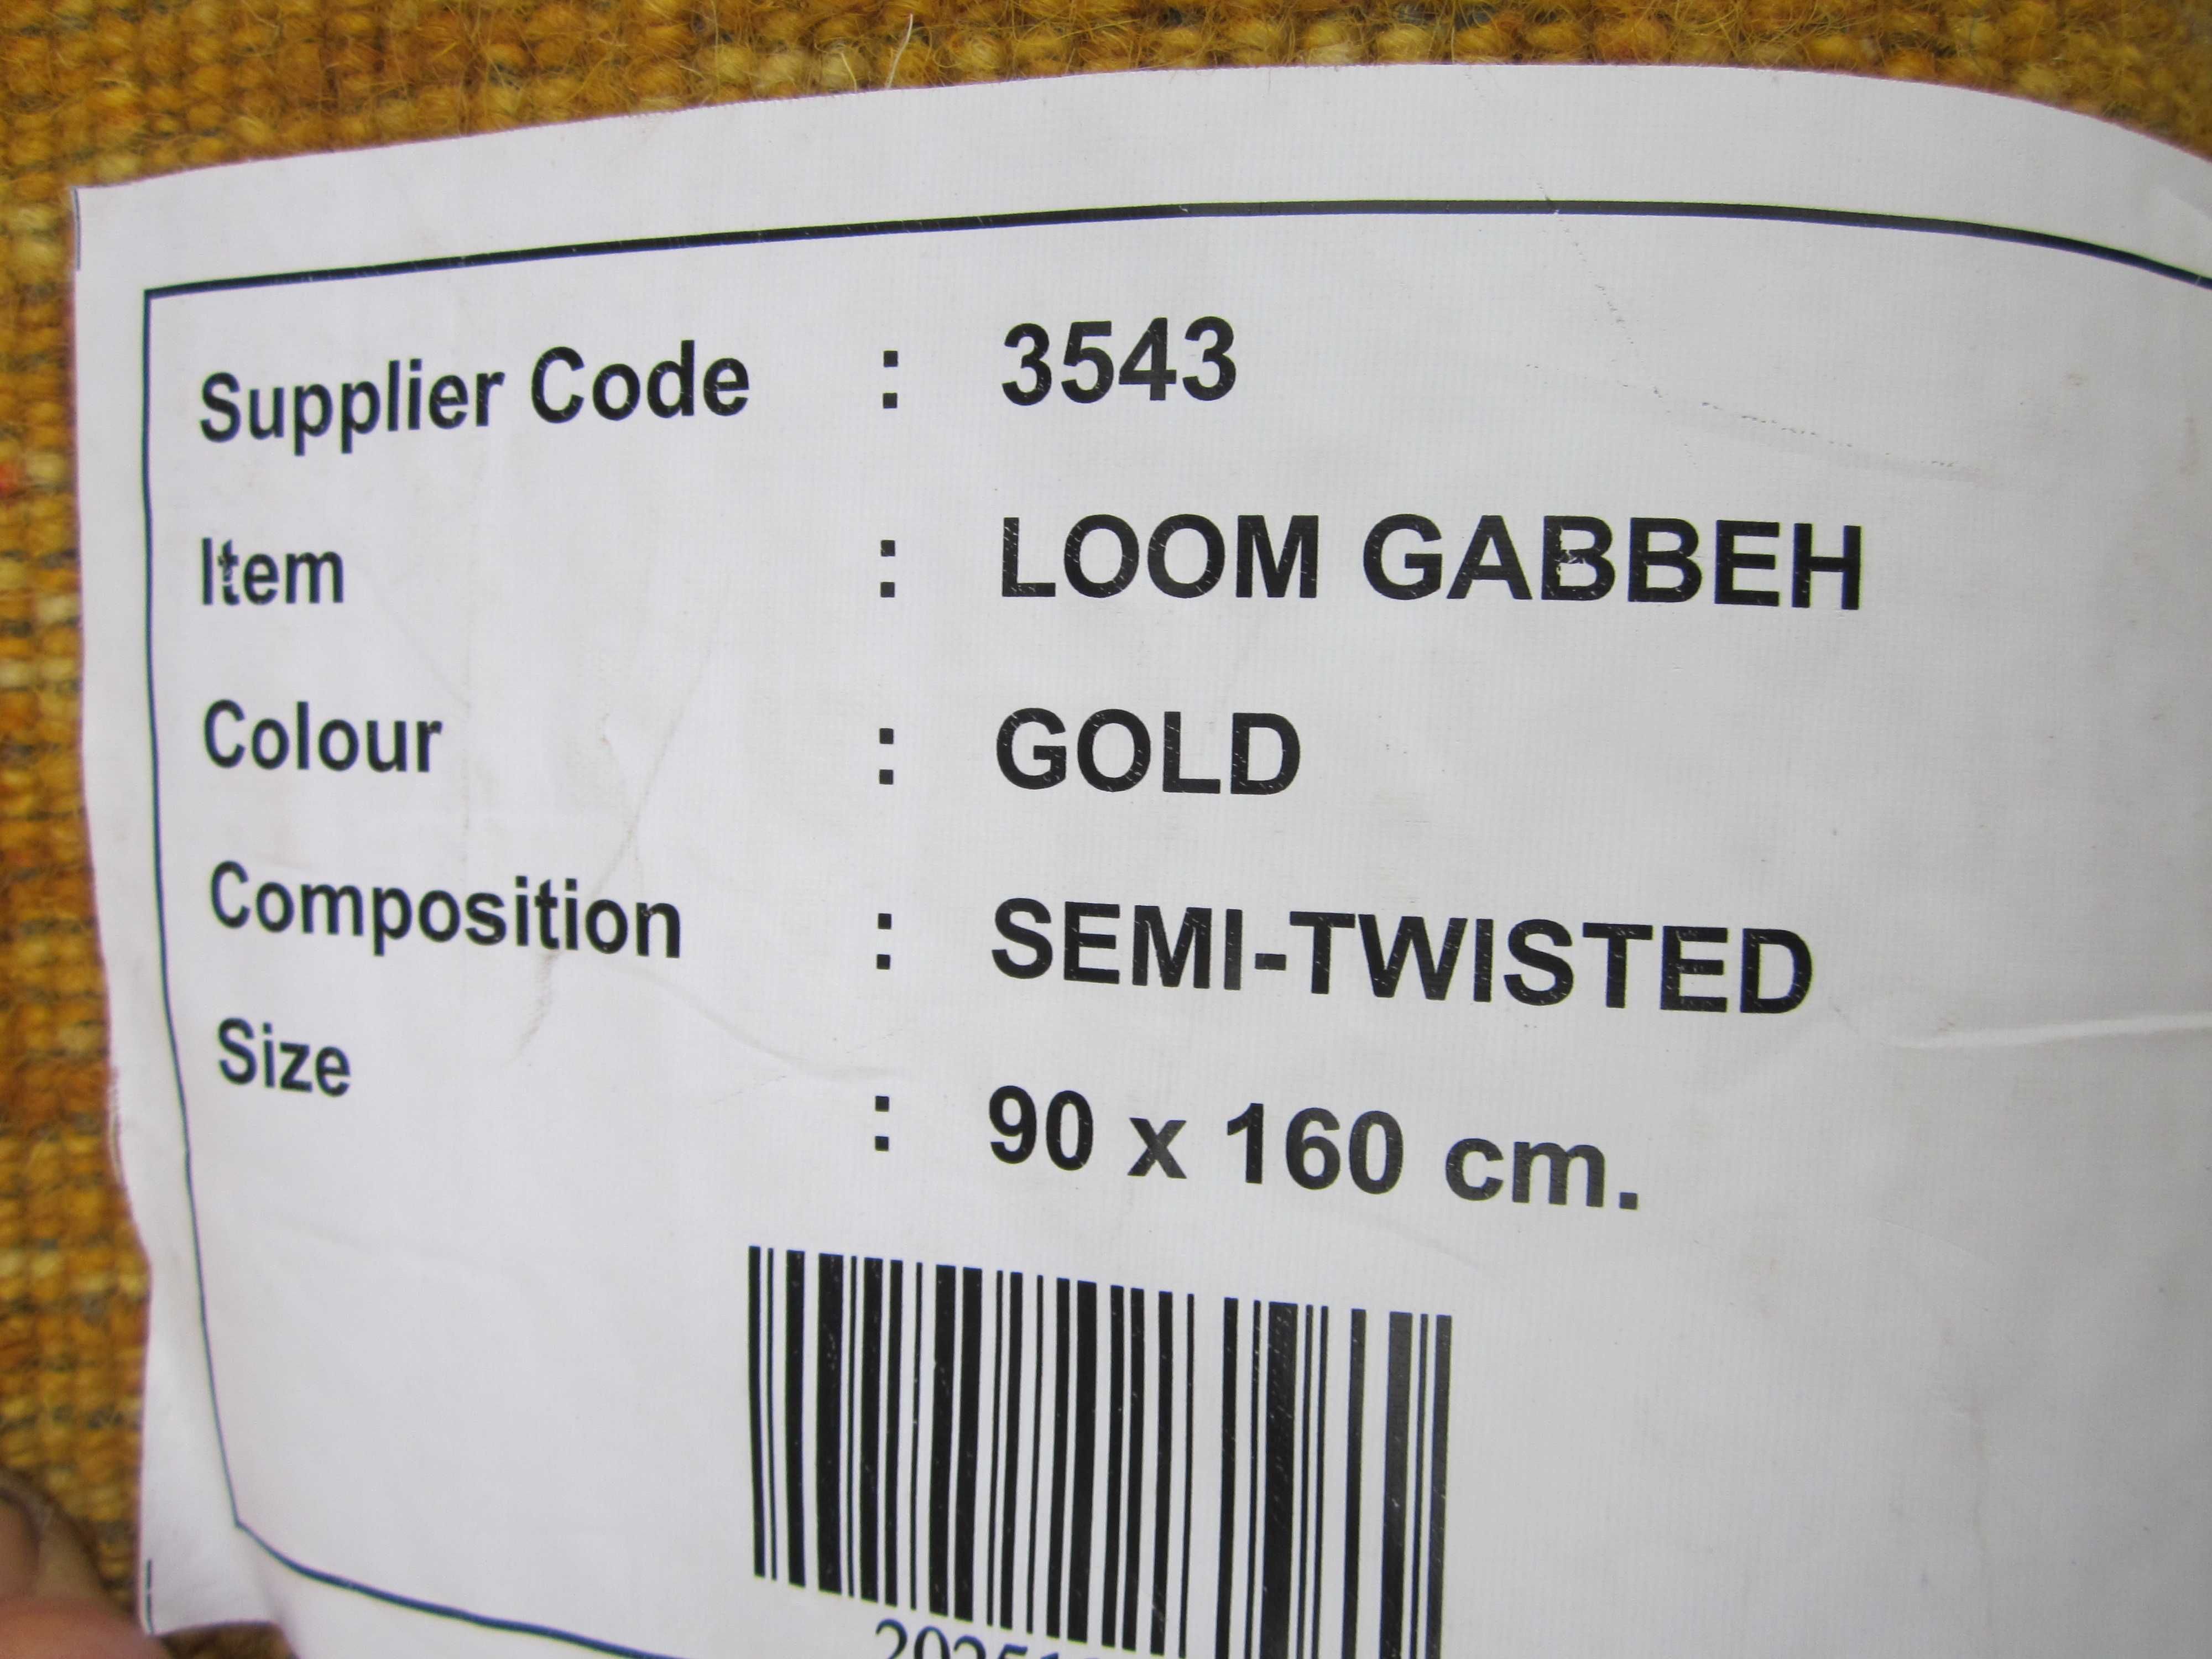 Supplier Code : 3543
Item : LOOM GABBEH
Colour : GOLD
Composition : SEMI-TWISTED
Size : 90 x 160 cm.